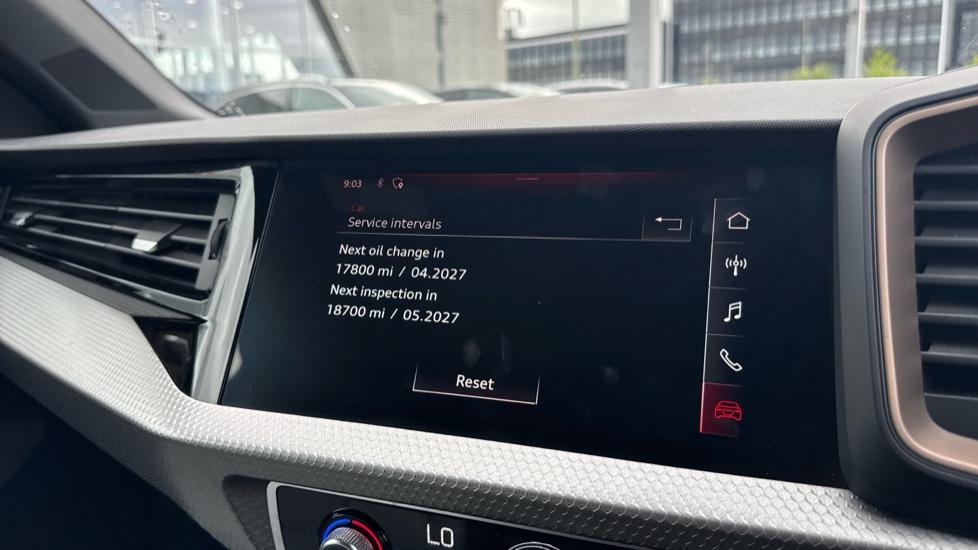 9:03
Car
Service intervals
Next oil change in
17800 mi / 04.2027
Next inspection in
18700 mi / 05.2027
Reset
LO